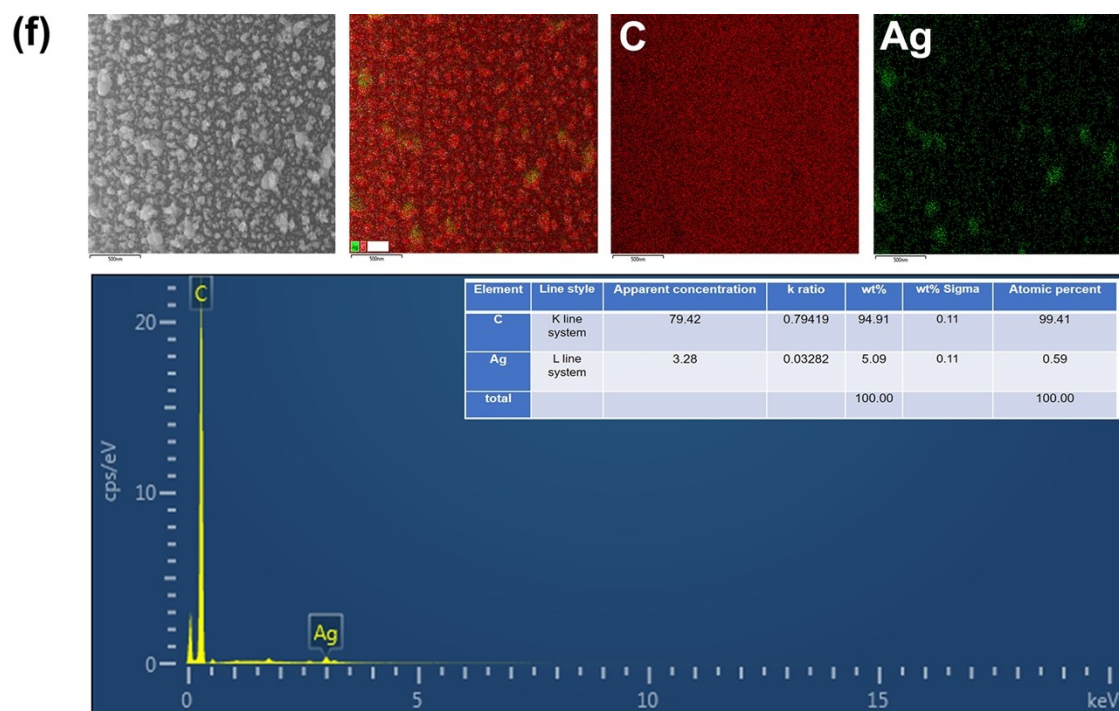 (f)
C
Ag
500nm
500nm
500nm
500nm
Element Line style Apparent concentration k ratio wt% wt% Sigma Atomic percent
C K line system 79.42 0.79419 94.91 0.11 99.41
Ag L line system 3.28 0.03282 5.09 0.11 0.59
total 100.00 100.00
C
20
10
0
cps/eV
Ag
0 5 10 15 keV